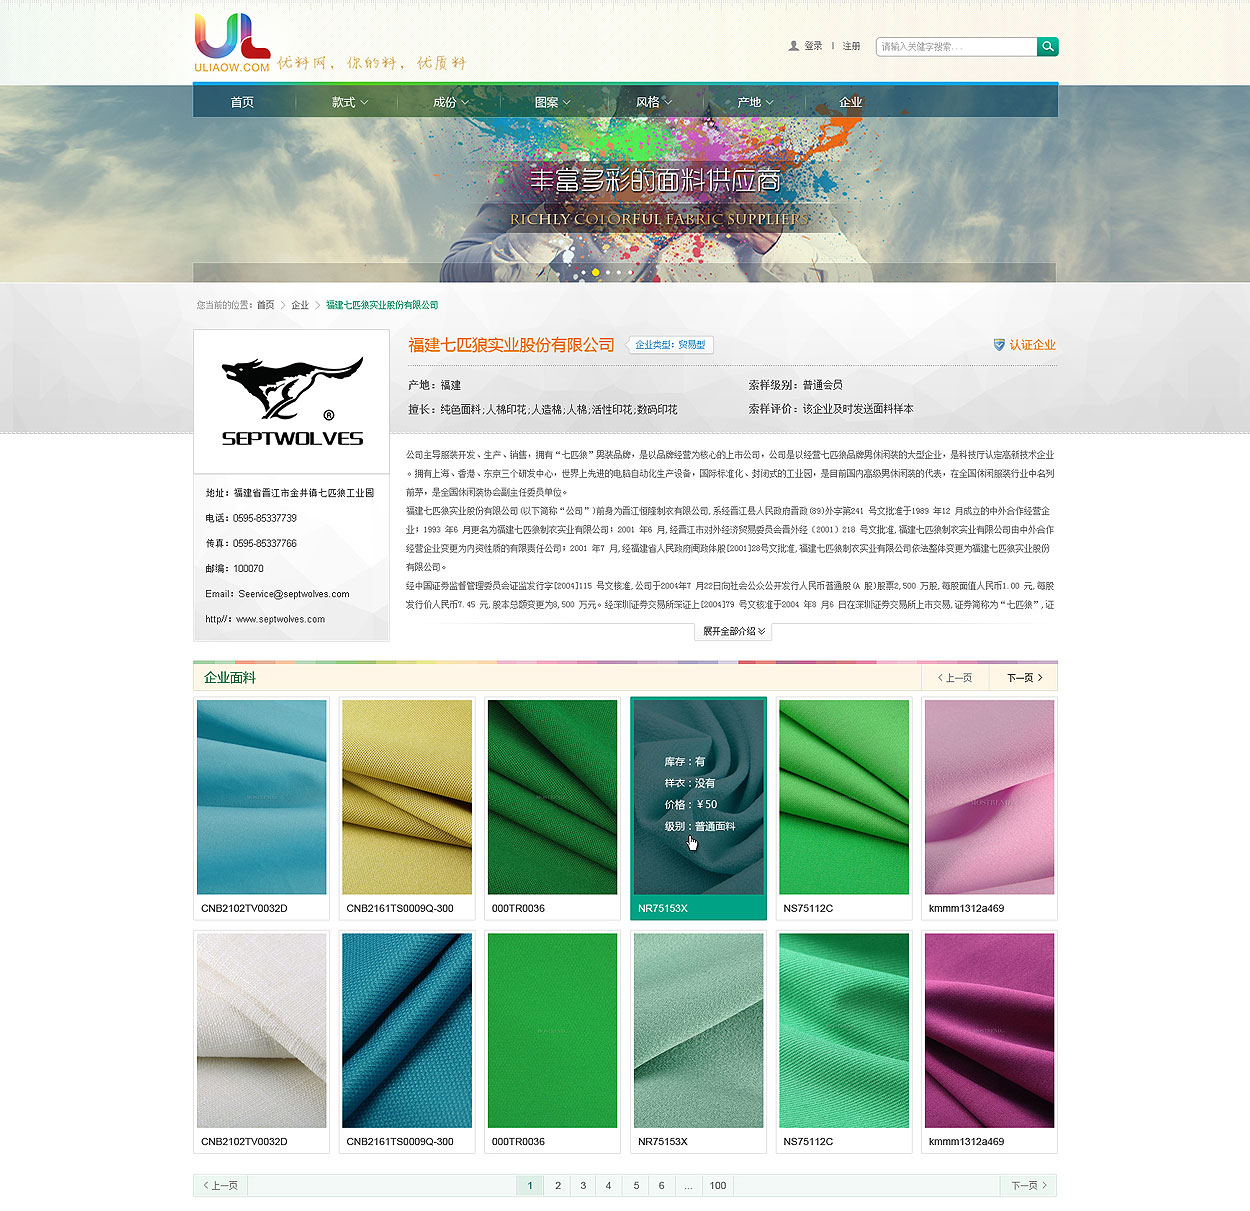 UL
ULIAOW.COM
优料网，你的料，优质料
登录 | 注册
请输入关健字搜索...
首页 款式 成份 图案 风格 产地 企业
丰富多彩的面料供应商
RICHLY COLORFUL FABRIC SUPPLIERS
您当前的位置：首页 > 企业 > 福建七匹狼实业股份有限公司
SEPTWOLVES ®
福建七匹狼实业股份有限公司 企业类型：贸易型 认证企业
产地：福建 索样级别：普通会员
擅长：纯色面料;人棉印花;人造棉;人棉;活性印花;数码印花 索样评价：该企业及时发送面料样本
地址：福建省晋江市金井镇七匹狼工业园
电话：0595-85337739
传真：0595-85337766
邮编：100070
Email：Seervice@septwolves.com
http//：www.septwolves.com
公司主导服装开发、生产、销售，拥有“七匹狼”男装品牌，是以品牌经营为核心的上市公司，公司是以经营七匹狼品牌男休闲装的大型企业，是科技厅认定高新技术企业
。拥有上海、香港、东京三个研发中心，世界上先进的电脑自动化生产设备，国际标准化、封闭式的工业园，是目前国内高级男休闲装的代表，在全国休闲服装行业中名列
前茅，是全国休闲装协会副主任委员单位。
福建七匹狼实业股份有限公司(以下简称“公司”)前身为晋江恒隆制衣有限公司,系经晋江县人民政府晋政(89)外字第241 号文批准于1989 年12 月成立的中外合作经营企
业；1993 年6 月更名为福建七匹狼制衣实业有限公司；2001 年6 月,经晋江市对外经济贸易委员会晋外经（2001）218 号文批准,福建七匹狼制衣实业有限公司由中外合作
经营企业变更为内资性质的有限责任公司；2001 年7 月,经福建省人民政府闽政体股[2001]28号文批准,福建七匹狼制衣实业有限公司依法整体变更为福建七匹狼实业股份
有限公司。
经中国证券监督管理委员会证监发行字[2004]115 号文核准,公司于2004年7 月22日向社会公众公开发行人民币普通股(A 股)股票2,500 万股,每股面值人民币1.00 元,每股
发行价人民币7.45 元,股本总额变更为8,500 万元。经深圳证券交易所深证上[2004]79 号文核准于2004 年8 月6 日在深圳证券交易所上市交易,证券简称为“七匹狼”,证
展开全部介绍
企业面料 < 上一页 下一页 >
库存：有
样衣：没有
价格：¥50
级别：普通面料
CNB2102TV0032D CNB2161TS0009Q-300 000TR0036 NR75153X NS75112C kmmm1312a469
CNB2102TV0032D CNB2161TS0009Q-300 000TR0036 NR75153X NS75112C kmmm1312a469
< 上一页 1 2 3 4 5 6 ... 100 下一页 >